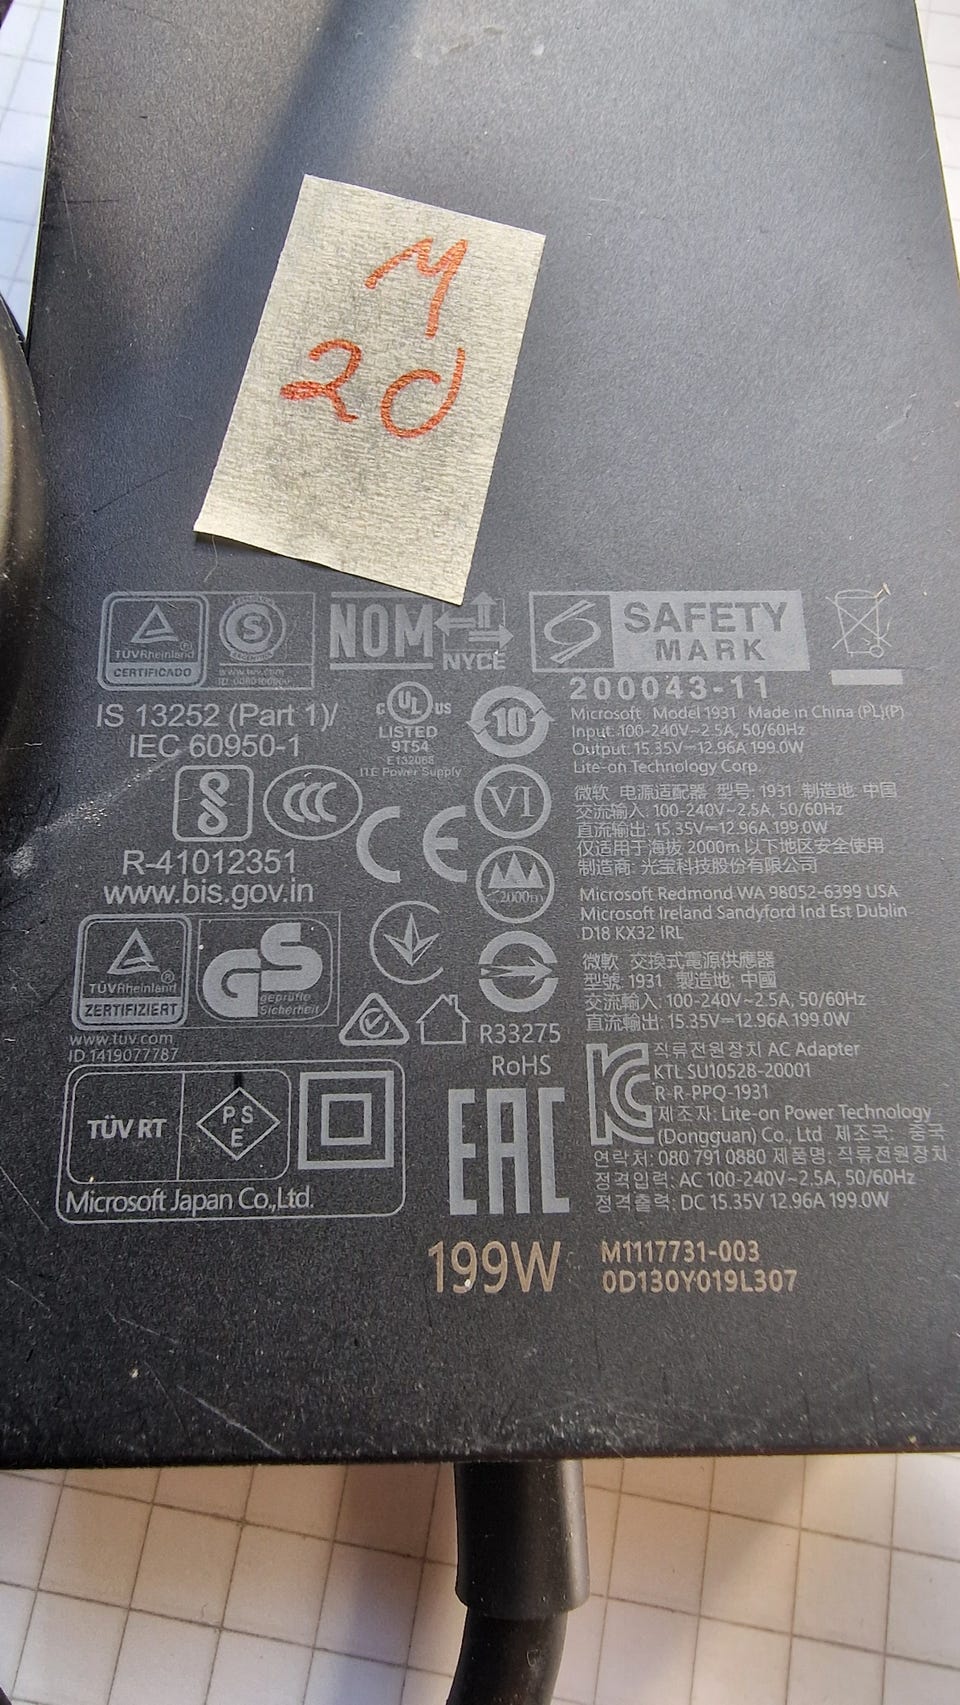 M
20
TÜVRheinland
CERTIFICADO
S
NOM
NYCE
SAFETY
MARK
200043-11
IS 13252 (Part 1)/
IEC 60950-1
R-41012351
www.bis.gov.in
C UL US
LISTED
9T54
E132068
I.T.E Power Supply
10
VI
CCC
CE
2000m
Microsoft Model 1931 Made in China (PL)(P)
Input: 100-240V~2.5A, 50/60Hz
Output: 15.35V⎓12.96A 199.0W
Lite-on Technology Corp.
微软 电源适配器 型号: 1931 制造地: 中国
交流输入: 100-240V~2.5A, 50/60Hz
直流输出: 15.35V⎓12.96A 199.0W
仅适用于海拔 2000m 以下地区安全使用
制造商: 光宝科技股份有限公司
Microsoft Redmond WA 98052-6399 USA
Microsoft Ireland Sandyford Ind Est Dublin
D18 KX32 IRL
微軟 交換式電源供應器
型號: 1931 製造地: 中國
交流輸入: 100-240V~2.5A, 50/60Hz
直流輸出: 15.35V⎓12.96A 199.0W
TÜVRheinland
ZERTIFIZIERT
GS
geprüfte
Sicherheit
www.tuv.com
ID 1419077787
R33275
RoHS
직류전원장치 AC Adapter
KTL SU10528-20001
R-R-PPQ-1931
제조자: Lite-on Power Technology
(Dongguan) Co., Ltd 제조국: 중국
연락처: 080 791 0880 제품명: 직류전원장치
정격입력: AC 100-240V~2.5A, 50/60Hz
정격출력: DC 15.35V 12.96A 199.0W
TÜV RT
PS
E
Microsoft Japan Co.,Ltd.
EAC
199W
M1117731-003
0D130Y019L307